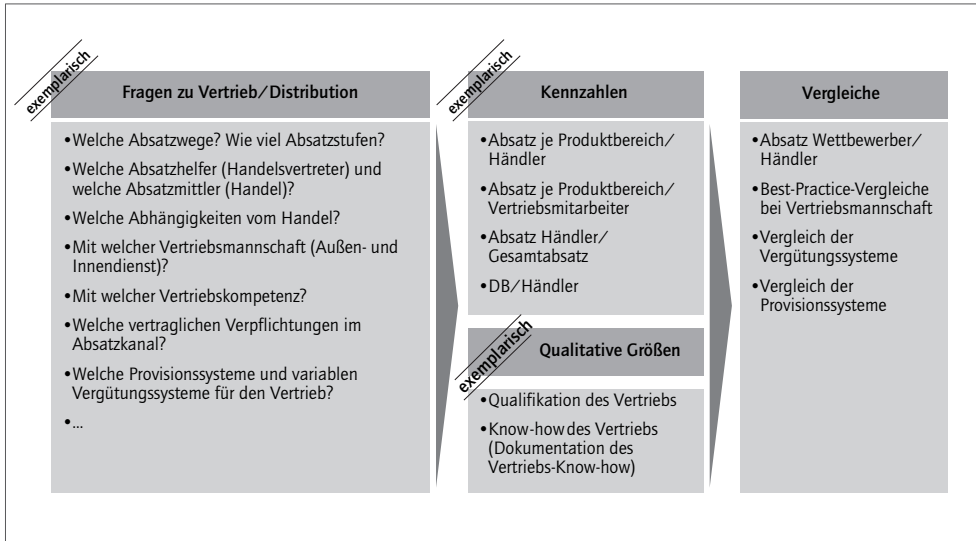 exemplarisch
Fragen zu Vertrieb/Distribution
•Welche Absatzwege? Wie viel Absatzstufen?
•Welche Absatzhelfer (Handelsvertreter) und
welche Absatzmittler (Handel)?
•Welche Abhängigkeiten vom Handel?
•Mit welcher Vertriebsmannschaft (Außen- und
Innendienst)?
•Mit welcher Vertriebskompetenz?
•Welche vertraglichen Verpflichtungen im
Absatzkanal?
•Welche Provisionssysteme und variablen
Vergütungssysteme für den Vertrieb?
•...
exemplarisch
Kennzahlen
•Absatz je Produktbereich/
Händler
•Absatz je Produktbereich/
Vertriebsmitarbeiter
•Absatz Händler/
Gesamtabsatz
•DB/Händler
exemplarisch
Qualitative Größen
•Qualifikation des Vertriebs
•Know-how des Vertriebs
(Dokumentation des
Vertriebs-Know-how)
Vergleiche
•Absatz Wettbewerber/
Händler
•Best-Practice-Vergleiche
bei Vertriebsmannschaft
•Vergleich der
Vergütungssysteme
•Vergleich der
Provisionssysteme